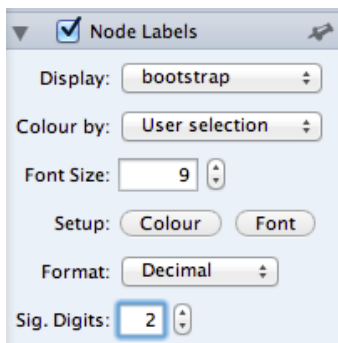 Node Labels
Display: bootstrap
Colour by: User selection
Font Size: 9
Setup: Colour Font
Format: Decimal
Sig. Digits: 2